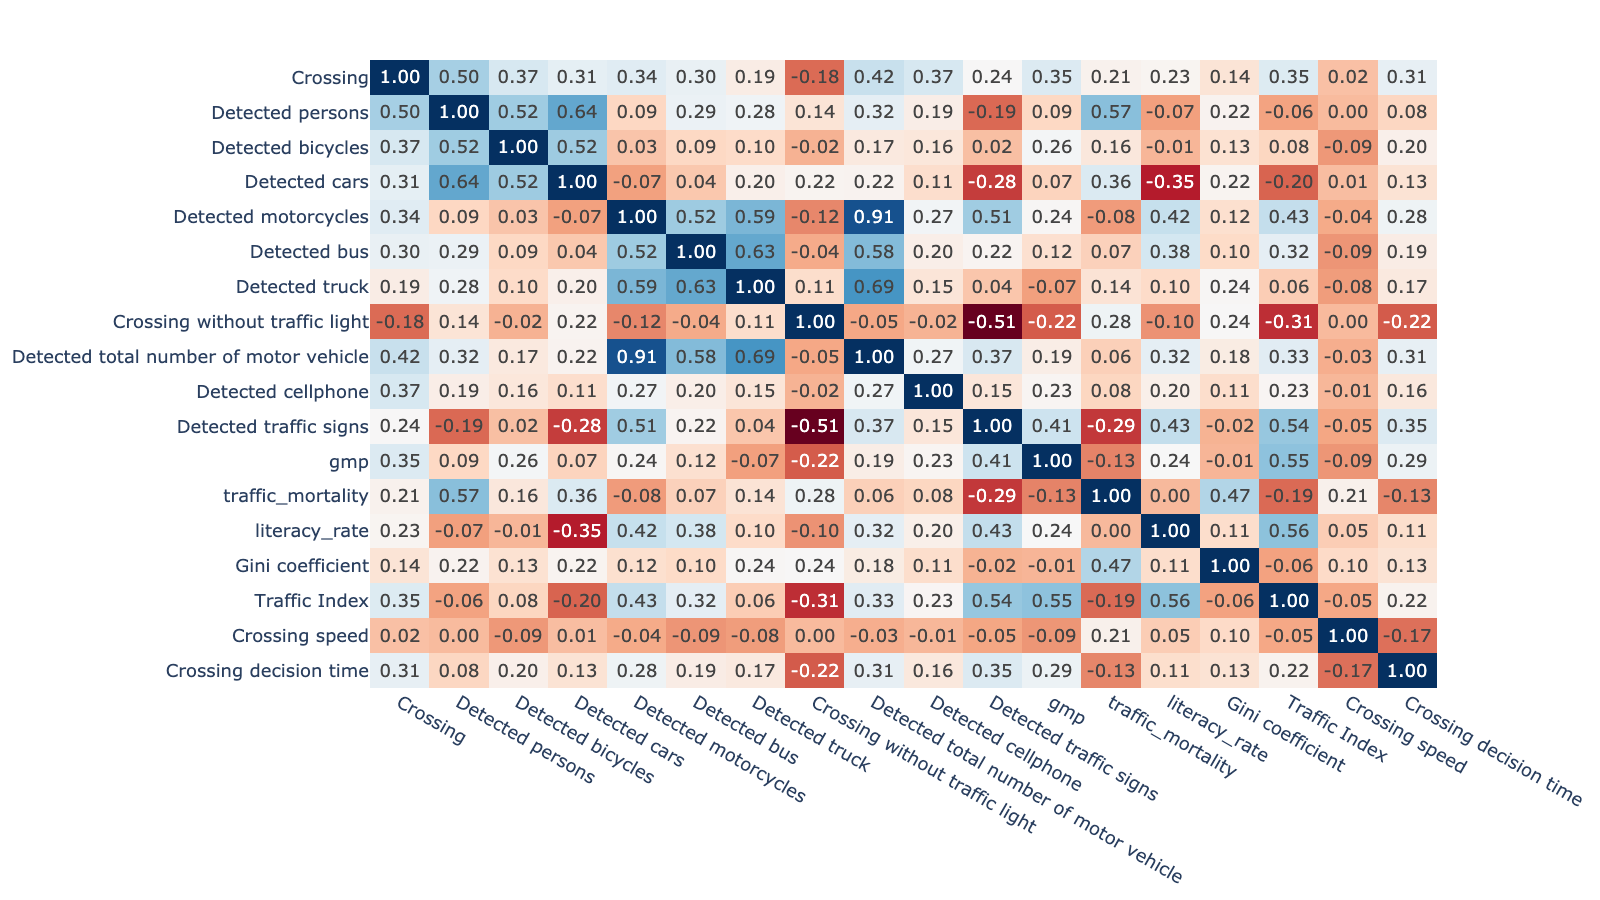 Crossing 1.00 0.50 0.37 0.31 0.34 0.30 0.19 -0.18 0.42 0.37 0.24 0.35 0.21 0.23 0.14 0.35 0.02 0.31
Detected persons 0.50 1.00 0.52 0.64 0.09 0.29 0.28 0.14 0.32 0.19 -0.19 0.09 0.57 -0.07 0.22 -0.06 0.00 0.08
Detected bicycles 0.37 0.52 1.00 0.52 0.03 0.09 0.10 -0.02 0.17 0.16 0.02 0.26 0.16 -0.01 0.13 0.08 -0.09 0.20
Detected cars 0.31 0.64 0.52 1.00 -0.07 0.04 0.20 0.22 0.22 0.11 -0.28 0.07 0.36 -0.35 0.22 -0.20 0.01 0.13
Detected motorcycles 0.34 0.09 0.03 -0.07 1.00 0.52 0.59 -0.12 0.91 0.27 0.51 0.24 -0.08 0.42 0.12 0.43 -0.04 0.28
Detected bus 0.30 0.29 0.09 0.04 0.52 1.00 0.63 -0.04 0.58 0.20 0.22 0.12 0.07 0.38 0.10 0.32 -0.09 0.19
Detected truck 0.19 0.28 0.10 0.20 0.59 0.63 1.00 0.11 0.69 0.15 0.04 -0.07 0.14 0.10 0.24 0.06 -0.08 0.17
Crossing without traffic light -0.18 0.14 -0.02 0.22 -0.12 -0.04 0.11 1.00 -0.05 -0.02 -0.51 -0.22 0.28 -0.10 0.24 -0.31 0.00 -0.22
Detected total number of motor vehicle 0.42 0.32 0.17 0.22 0.91 0.58 0.69 -0.05 1.00 0.27 0.37 0.19 0.06 0.32 0.18 0.33 -0.03 0.31
Detected cellphone 0.37 0.19 0.16 0.11 0.27 0.20 0.15 -0.02 0.27 1.00 0.15 0.23 0.08 0.20 0.11 0.23 -0.01 0.16
Detected traffic signs 0.24 -0.19 0.02 -0.28 0.51 0.22 0.04 -0.51 0.37 0.15 1.00 0.41 -0.29 0.43 -0.02 0.54 -0.05 0.35
gmp 0.35 0.09 0.26 0.07 0.24 0.12 -0.07 -0.22 0.19 0.23 0.41 1.00 -0.13 0.24 -0.01 0.55 -0.09 0.29
traffic_mortality 0.21 0.57 0.16 0.36 -0.08 0.07 0.14 0.28 0.06 0.08 -0.29 -0.13 1.00 0.00 0.47 -0.19 0.21 -0.13
literacy_rate 0.23 -0.07 -0.01 -0.35 0.42 0.38 0.10 -0.10 0.32 0.20 0.43 0.24 0.00 1.00 0.11 0.56 0.05 0.11
Gini coefficient 0.14 0.22 0.13 0.22 0.12 0.10 0.24 0.24 0.18 0.11 -0.02 -0.01 0.47 0.11 1.00 -0.06 0.10 0.13
Traffic Index 0.35 -0.06 0.08 -0.20 0.43 0.32 0.06 -0.31 0.33 0.23 0.54 0.55 -0.19 0.56 -0.06 1.00 -0.05 0.22
Crossing speed 0.02 0.00 -0.09 0.01 -0.04 -0.09 -0.08 0.00 -0.03 -0.01 -0.05 -0.09 0.21 0.05 0.10 -0.05 1.00 -0.17
Crossing decision time 0.31 0.08 0.20 0.13 0.28 0.19 0.17 -0.22 0.31 0.16 0.35 0.29 -0.13 0.11 0.13 0.22 -0.17 1.00
Crossing
Detected persons
Detected bicycles
Detected cars
Detected motorcycles
Detected bus
Detected truck
Crossing without traffic light
Detected total number of motor vehicle
Detected cellphone
Detected traffic signs
gmp
traffic_mortality
literacy_rate
Gini coefficient
Traffic Index
Crossing speed
Crossing decision time